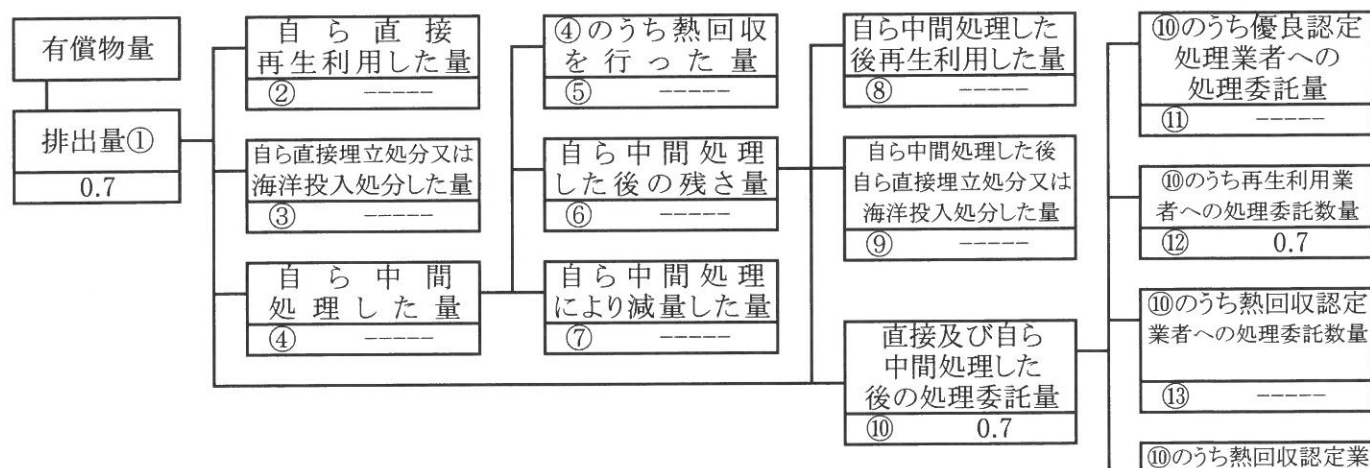 有償物量
排出量①
0.7
自ら直接
再生利用した量
② -----
自ら直接埋立処分又は
海洋投入処分した量
③ -----
自ら中間
処理した量
④ -----
④のうち熱回収
を行った量
⑤ -----
自ら中間処理
した後の残さ量
⑥ -----
自ら中間処理
により減量した量
⑦ -----
自ら中間処理した
後再生利用した量
⑧ -----
自ら中間処理した後
自ら直接埋立処分又は
海洋投入処分した量
⑨ -----
直接及び自ら
中間処理した
後の処理委託量
⑩ 0.7
⑩のうち優良認定
処理業者への
処理委託量
⑪ -----
⑩のうち再生利用業
者への処理委託数量
⑫ 0.7
⑩のうち熱回収認定
業者への処理委託数量
⑬ -----
⑩のうち熱回収認定業